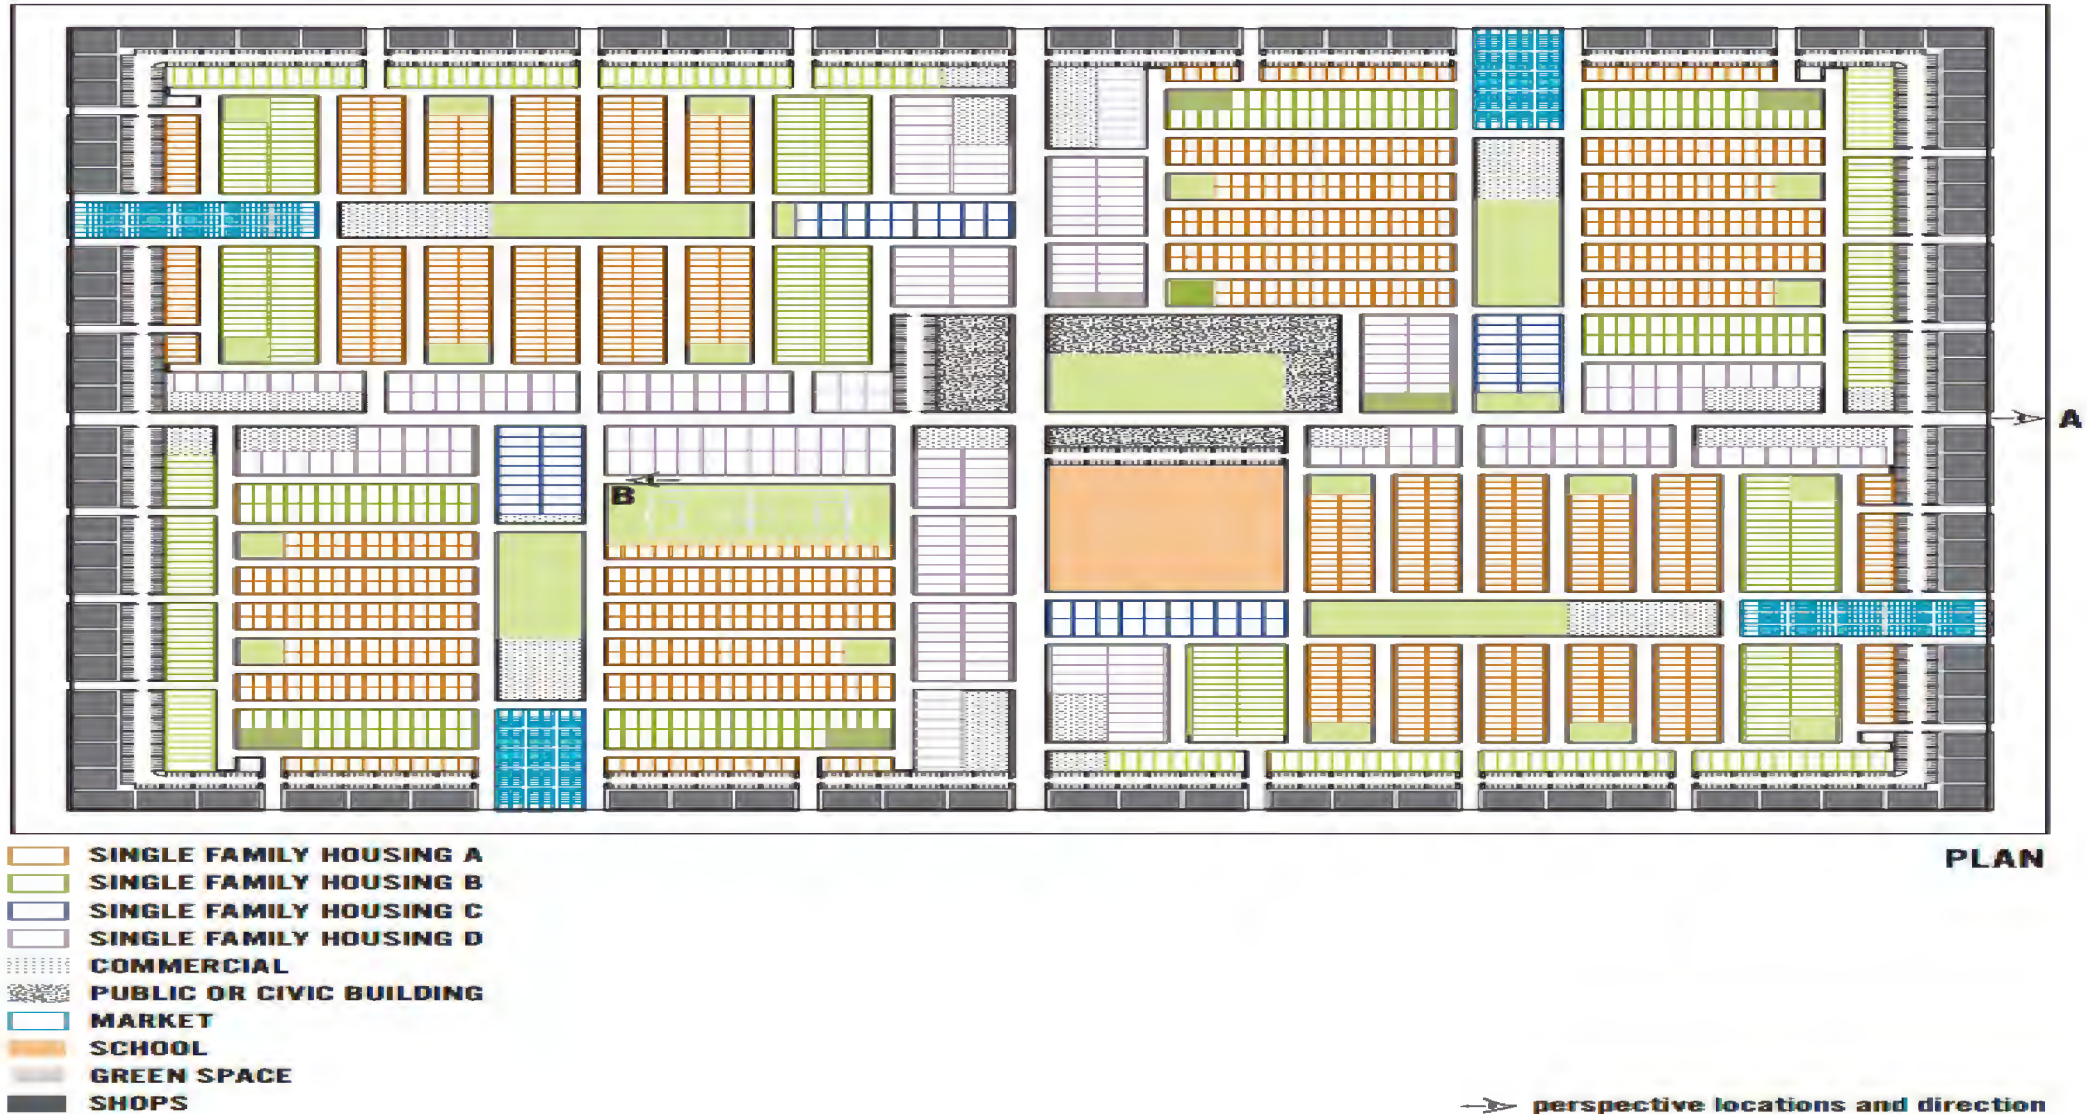 A
B
PLAN
SINGLE FAMILY HOUSING A
SINGLE FAMILY HOUSING B
SINGLE FAMILY HOUSING C
SINGLE FAMILY HOUSING D
COMMERCIAL
PUBLIC OR CIVIC BUILDING
MARKET
SCHOOL
GREEN SPACE
SHOPS
perspective locations and direction